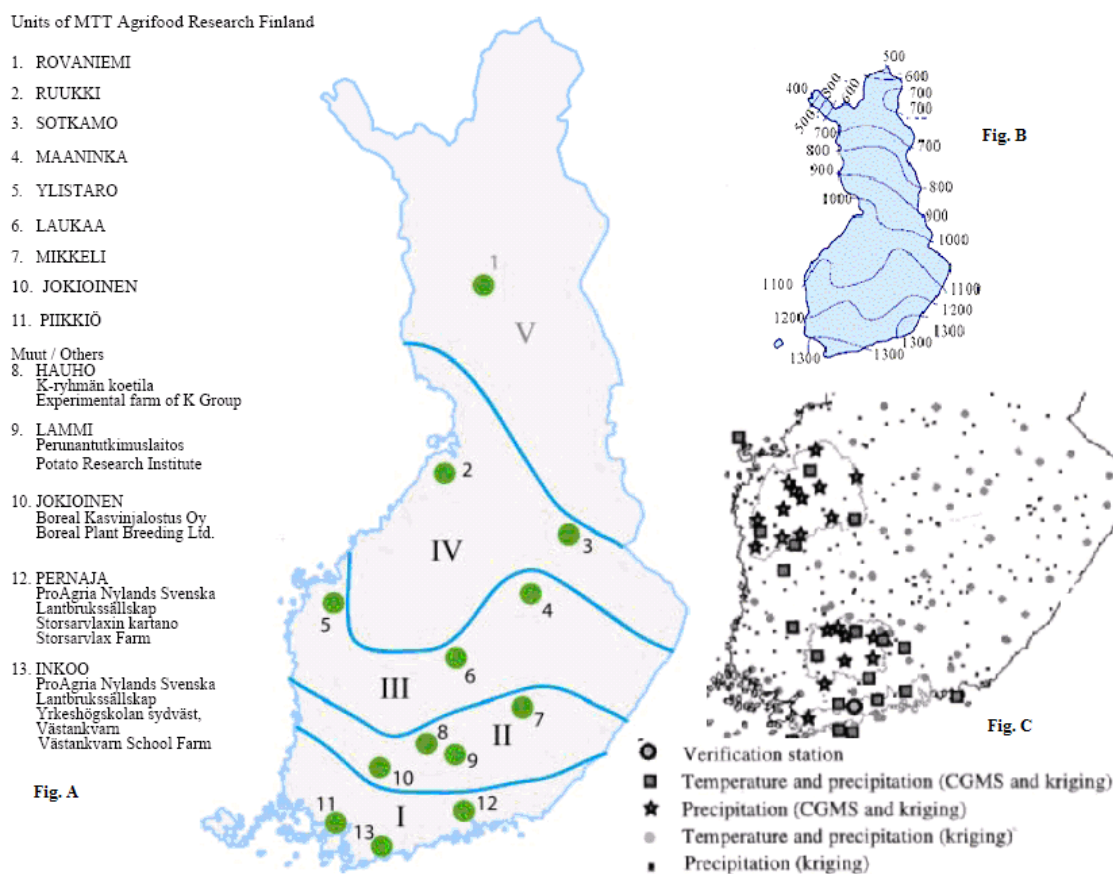 Units of MTT Agrifood Research Finland
1. ROVANIEMI
2. RUUKKI
3. SOTKAMO
4. MAANINKA
5. YLISTARO
6. LAUKAA
7. MIKKELI
10. JOKIOINEN
11. PIIKKIÖ
Muut / Others
8. HAUHO
K-ryhmän koetila
Experimental farm of K Group
9. LAMMI
Perunantutkimuslaitos
Potato Research Institute
10. JOKIOINEN
Boreal Kasvinjalostus Oy
Boreal Plant Breeding Ltd.
12. PERNAJA
ProAgria Nylands Svenska
Lantbrukssällskap
Storsarvlaxin kartano
Storsarvlax Farm
13. INKOO
ProAgria Nylands Svenska
Lantbrukssällskap
Yrkeshögskolan sydväst,
Västankvarn
Västankvarn School Farm
Fig. A
1
V
2
IV
3
4
5
6
III
7
II
8
9
10
11
I
12
13
500
600
700
700
400
500
800
600
700
700
800
800
900
900
1000
1000
1100
1100
1200
1200
1300
1300
1300
1300
Fig. B
Fig. C
Verification station
Temperature and precipitation (CGMS and kriging)
Precipitation (CGMS and kriging)
Temperature and precipitation (kriging)
Precipitation (kriging)